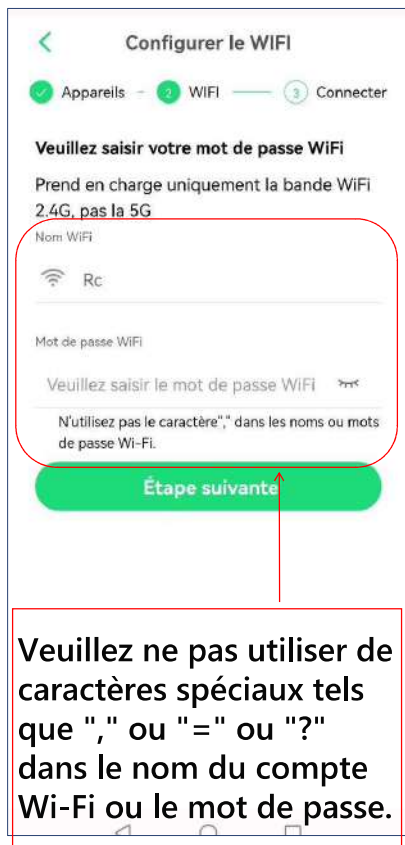 Configurer le WIFI
Appareils 2 WIFI 3 Connecter
Veuillez saisir votre mot de passe WiFi
Prend en charge uniquement la bande WiFi
2.4G, pas la 5G
Nom WiFi
Rc
Mot de passe WiFi
Veuillez saisir le mot de passe WiFi
N'utilisez pas le caractère"," dans les noms ou mots
de passe Wi-Fi.
Étape suivante
Veuillez ne pas utiliser de
caractères spéciaux tels
que "," ou "=" ou "?"
dans le nom du compte
Wi-Fi ou le mot de passe.